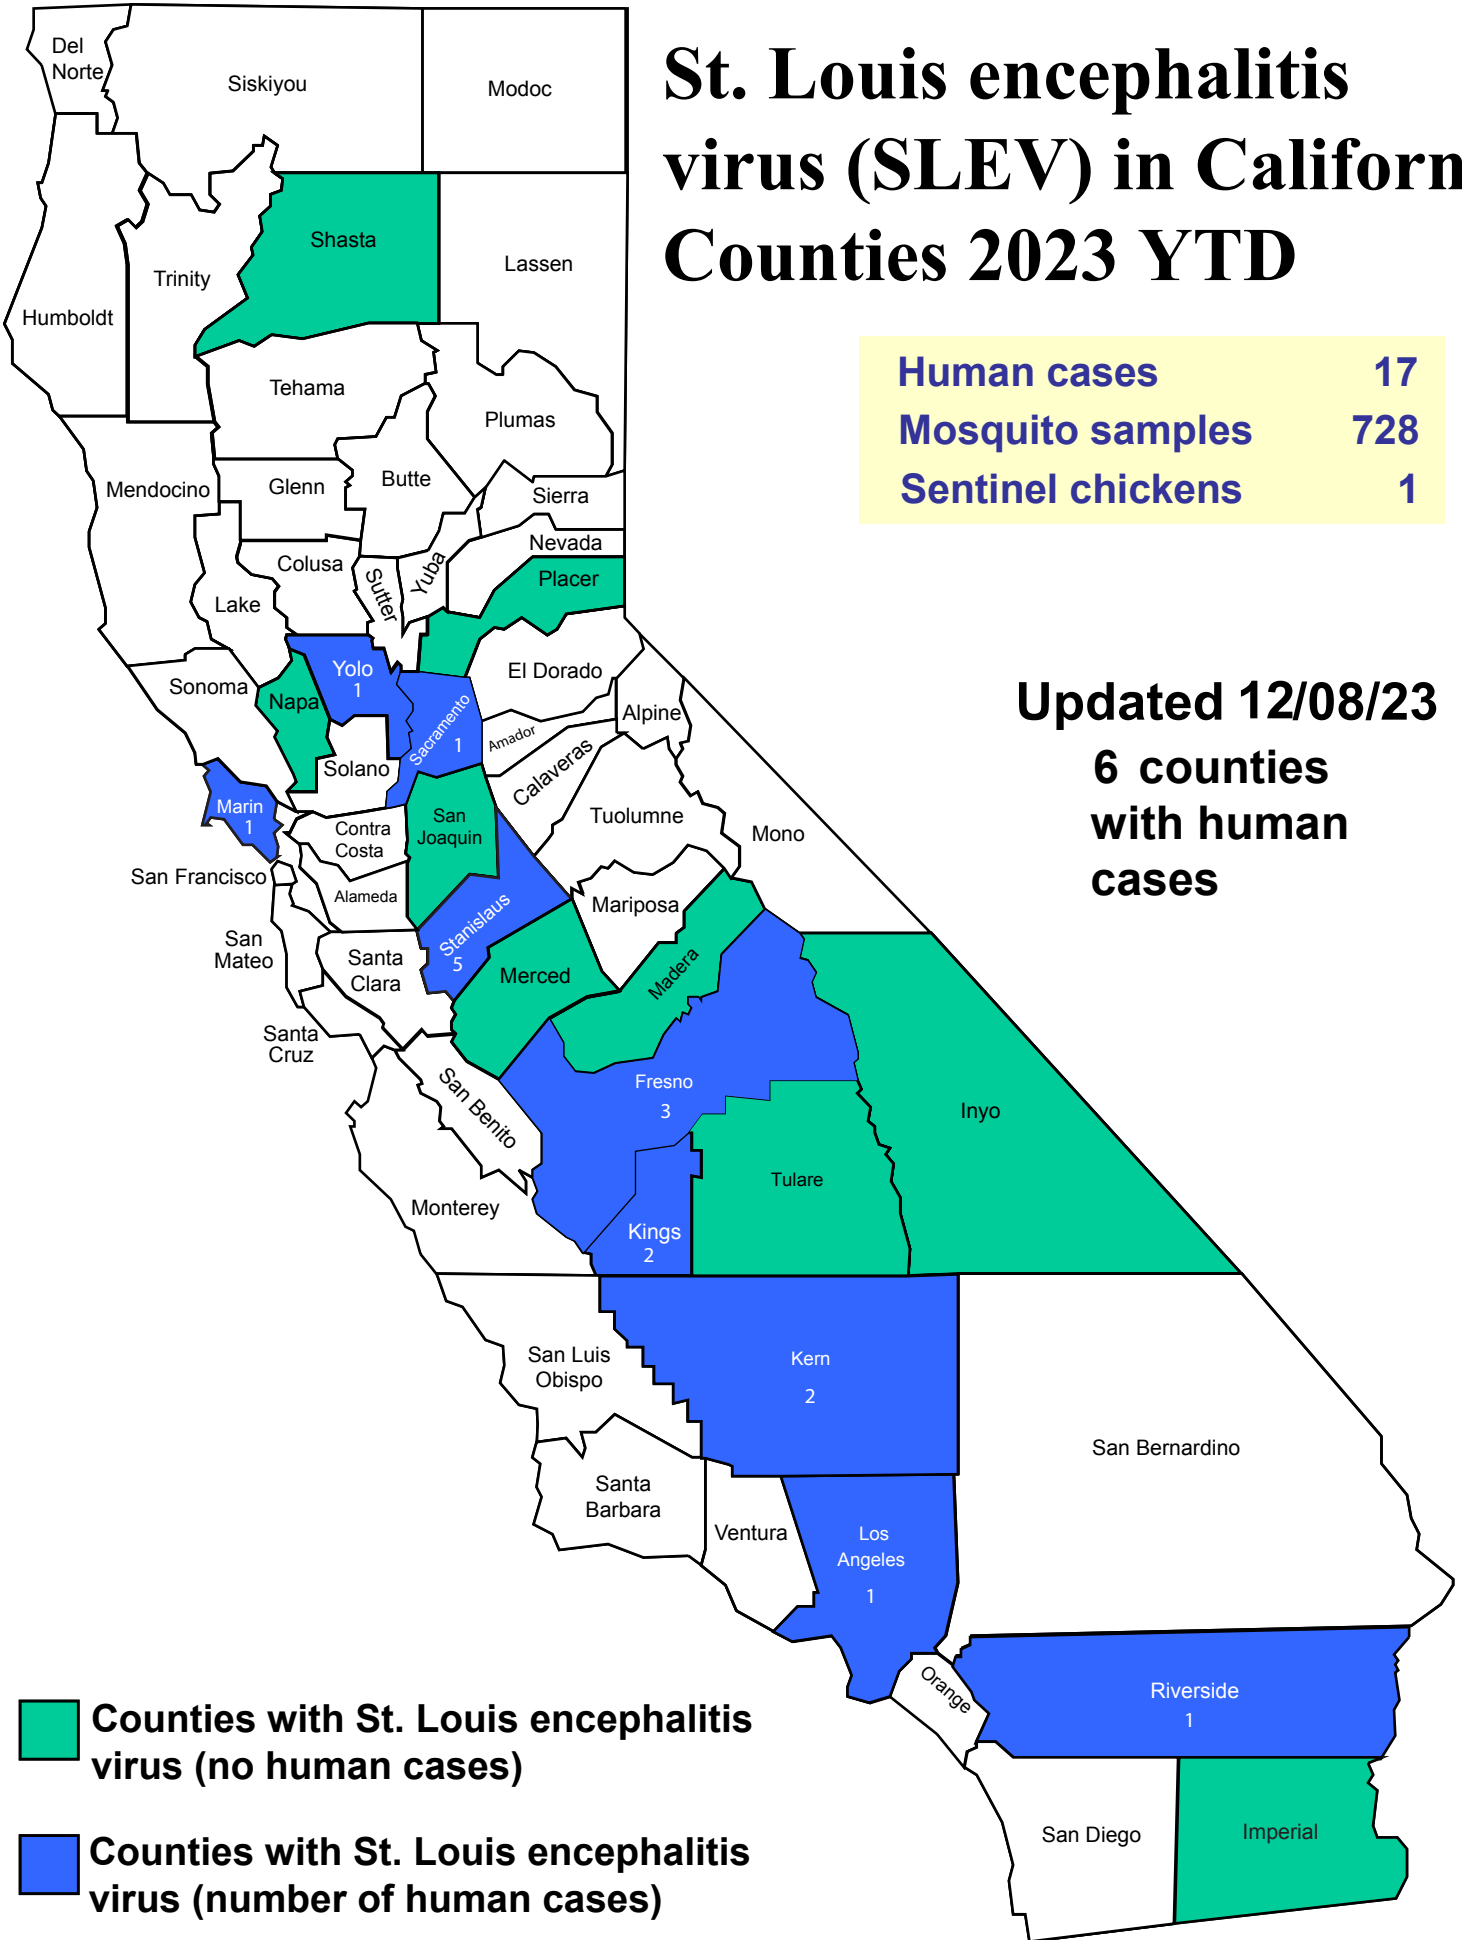 St. Louis encephalitis
virus (SLEV) in Californ
Counties 2023 YTD
Human cases 17
Mosquito samples 728
Sentinel chickens 1
Updated 12/08/23
6 counties
with human
cases
Del
Norte
Siskiyou
Modoc
Shasta
Lassen
Trinity
Humboldt
Tehama
Plumas
Mendocino
Glenn
Butte
Sierra
Nevada
Colusa
Sutter
Yuba
Placer
Lake
Yolo
1
El Dorado
Sonoma
Napa
Sacramento
1
Alpine
Amador
Solano
Calaveras
Marin
1
Contra
Costa
San
Joaquin
Tuolumne
Mono
San Francisco
Alameda
Mariposa
Stanislaus
5
San
Mateo
Santa
Clara
Merced
Madera
Santa
Cruz
San Benito
Fresno
3
Inyo
Tulare
Monterey
Kings
2
San Luis
Obispo
Kern
2
San Bernardino
Santa
Barbara
Ventura
Los
Angeles
1
Orange
Riverside
1
San Diego
Imperial
Counties with St. Louis encephalitis
virus (no human cases)
Counties with St. Louis encephalitis
virus (number of human cases)